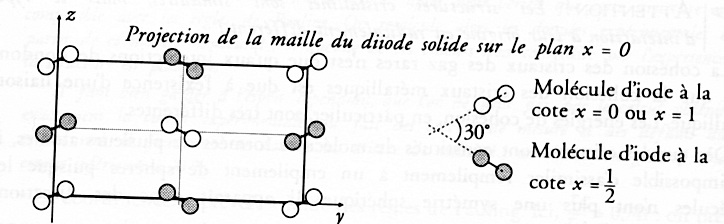 z
Projection de la maille du diiode solide sur le plan x = 0
Molécule d'iode à la
cote x = 0 ou x = 1
30°
Molécule d'iode à la
cote x = 1/2
y